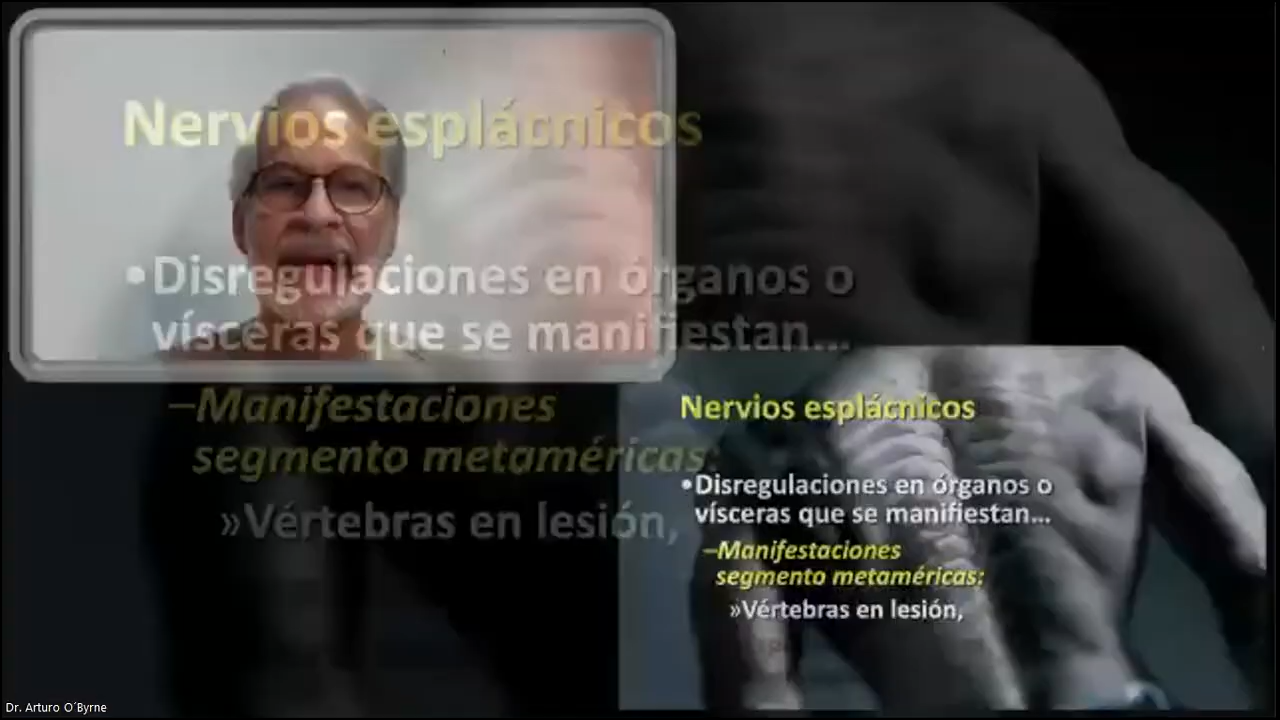 Nervios esplácnicos
•Disregulaciones en órganos o
vísceras que se manifiestan...
–Manifestaciones
segmento metaméricas:
»Vértebras en lesión,
Nervios esplácnicos
•Disregulaciones en órganos o
vísceras que se manifiestan...
–Manifestaciones
segmento metaméricas:
»Vértebras en lesión,
Dr. Arturo O´Byrne